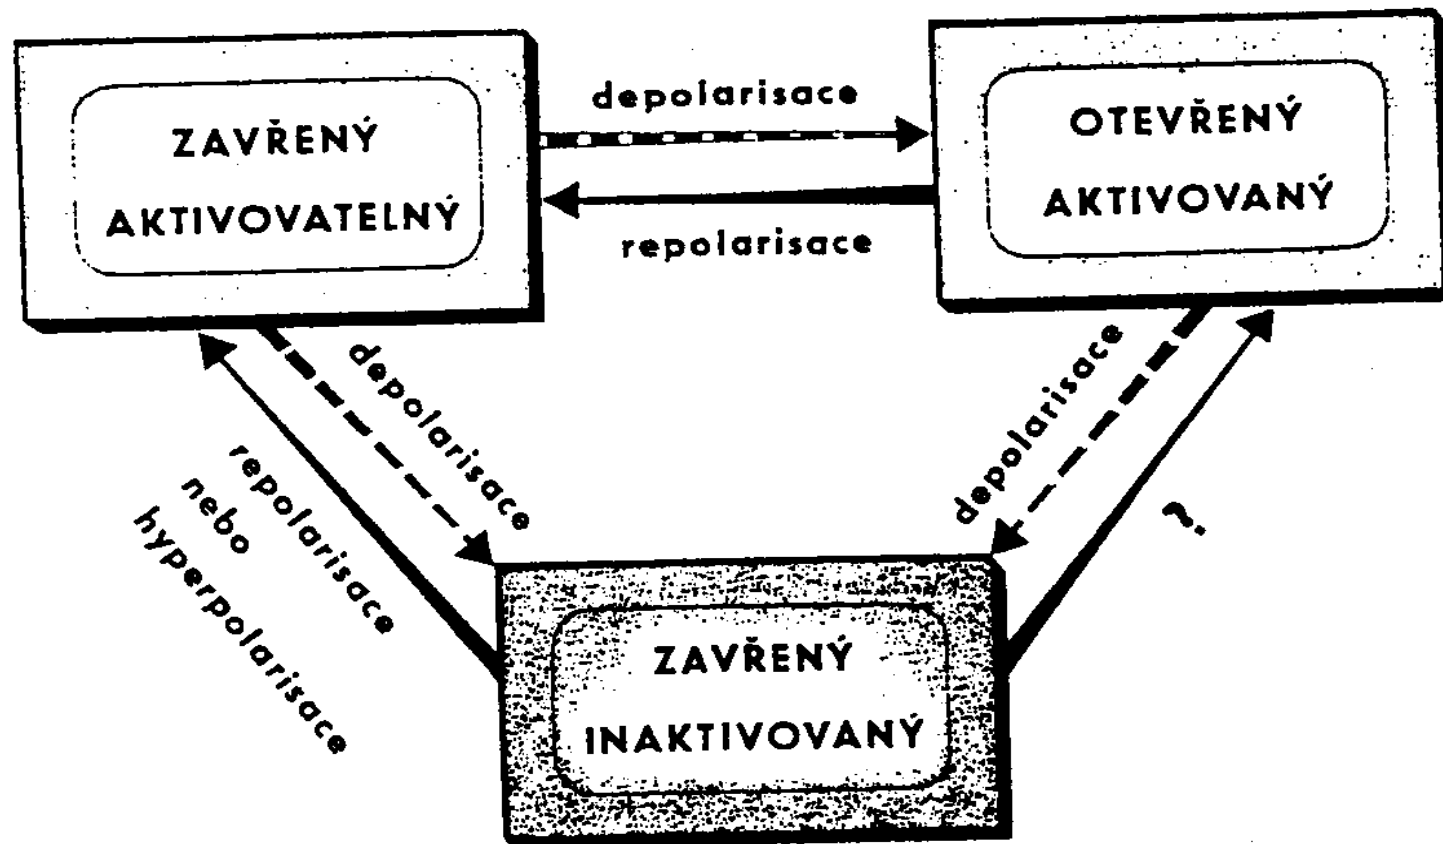 ZAVŘENÝ
AKTIVOVATELNÝ
depolarisace
repolarisace
OTEVŘENÝ
AKTIVOVANÝ
depolarisace
repolarisace
nebo
hyperpolarisace
depolarisace
?
ZAVŘENÝ
INAKTIVOVANÝ